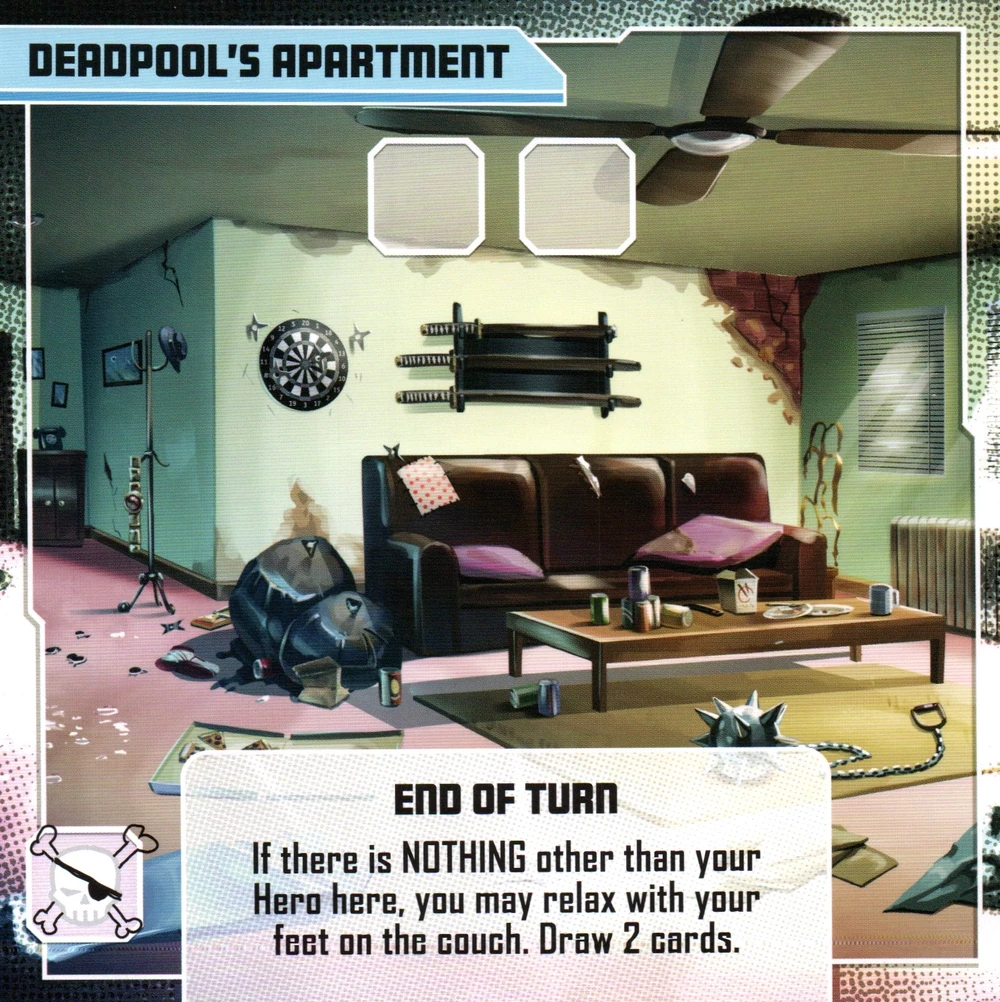 DEADPOOL'S APARTMENT
END OF TURN
If there is NOTHING other than your
Hero here, you may relax with your
feet on the couch. Draw 2 cards.